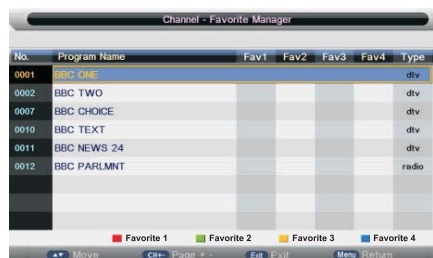 Channel - Favorite Manager
No. Program Name Fav1 Fav2 Fav3 Fav4 Type
0001 BBC ONE dtv
0002 BBC TWO dtv
0007 BBC CHOICE dtv
0010 BBC TEXT dtv
0011 BBC NEWS 24 dtv
0012 BBC PARLMNT radio
Favorite 1 Favorite 2 Favorite 3 Favorite 4
Move CH+- Page + - Exit Exit Menu Return